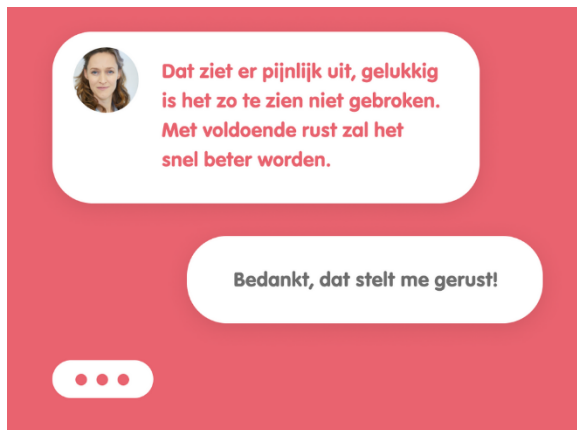 Dat ziet er pijnlijk uit, gelukkig
is het zo te zien niet gebroken.
Met voldoende rust zal het
snel beter worden.
Bedankt, dat stelt me gerust!